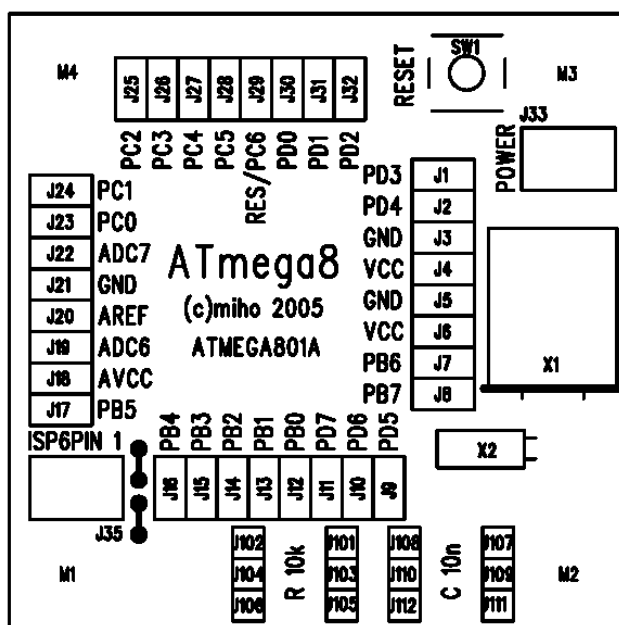 M4
J25 J26 J27 J28 J29 J30 J31 J32
PC2 PC3 PC4 PC5 RES/PC6 PD0 PD1 PD2
RESET
SW1
M3
J33
POWER
J24 PC1
J23 PC0
J22 ADC7
J21 GND
J20 AREF
J19 ADC6
J18 AVCC
J17 PB5
ATmega8
(c)miho 2005
ATMEGA801A
PD3 J1
PD4 J2
GND J3
VCC J4
GND J5
VCC J6
PB6 J7
PB7 J8
X1
ISP6PIN 1
PB4 PB3 PB2 PB1 PB0 PD7 PD6 PD5
J16 J15 J14 J13 J12 J11 J10 J9
X2
J35
M1
J102
J104
J106
R 10k
J101
J103
J105
J108
J110
J112
C 10n
J107
J109
J111
M2